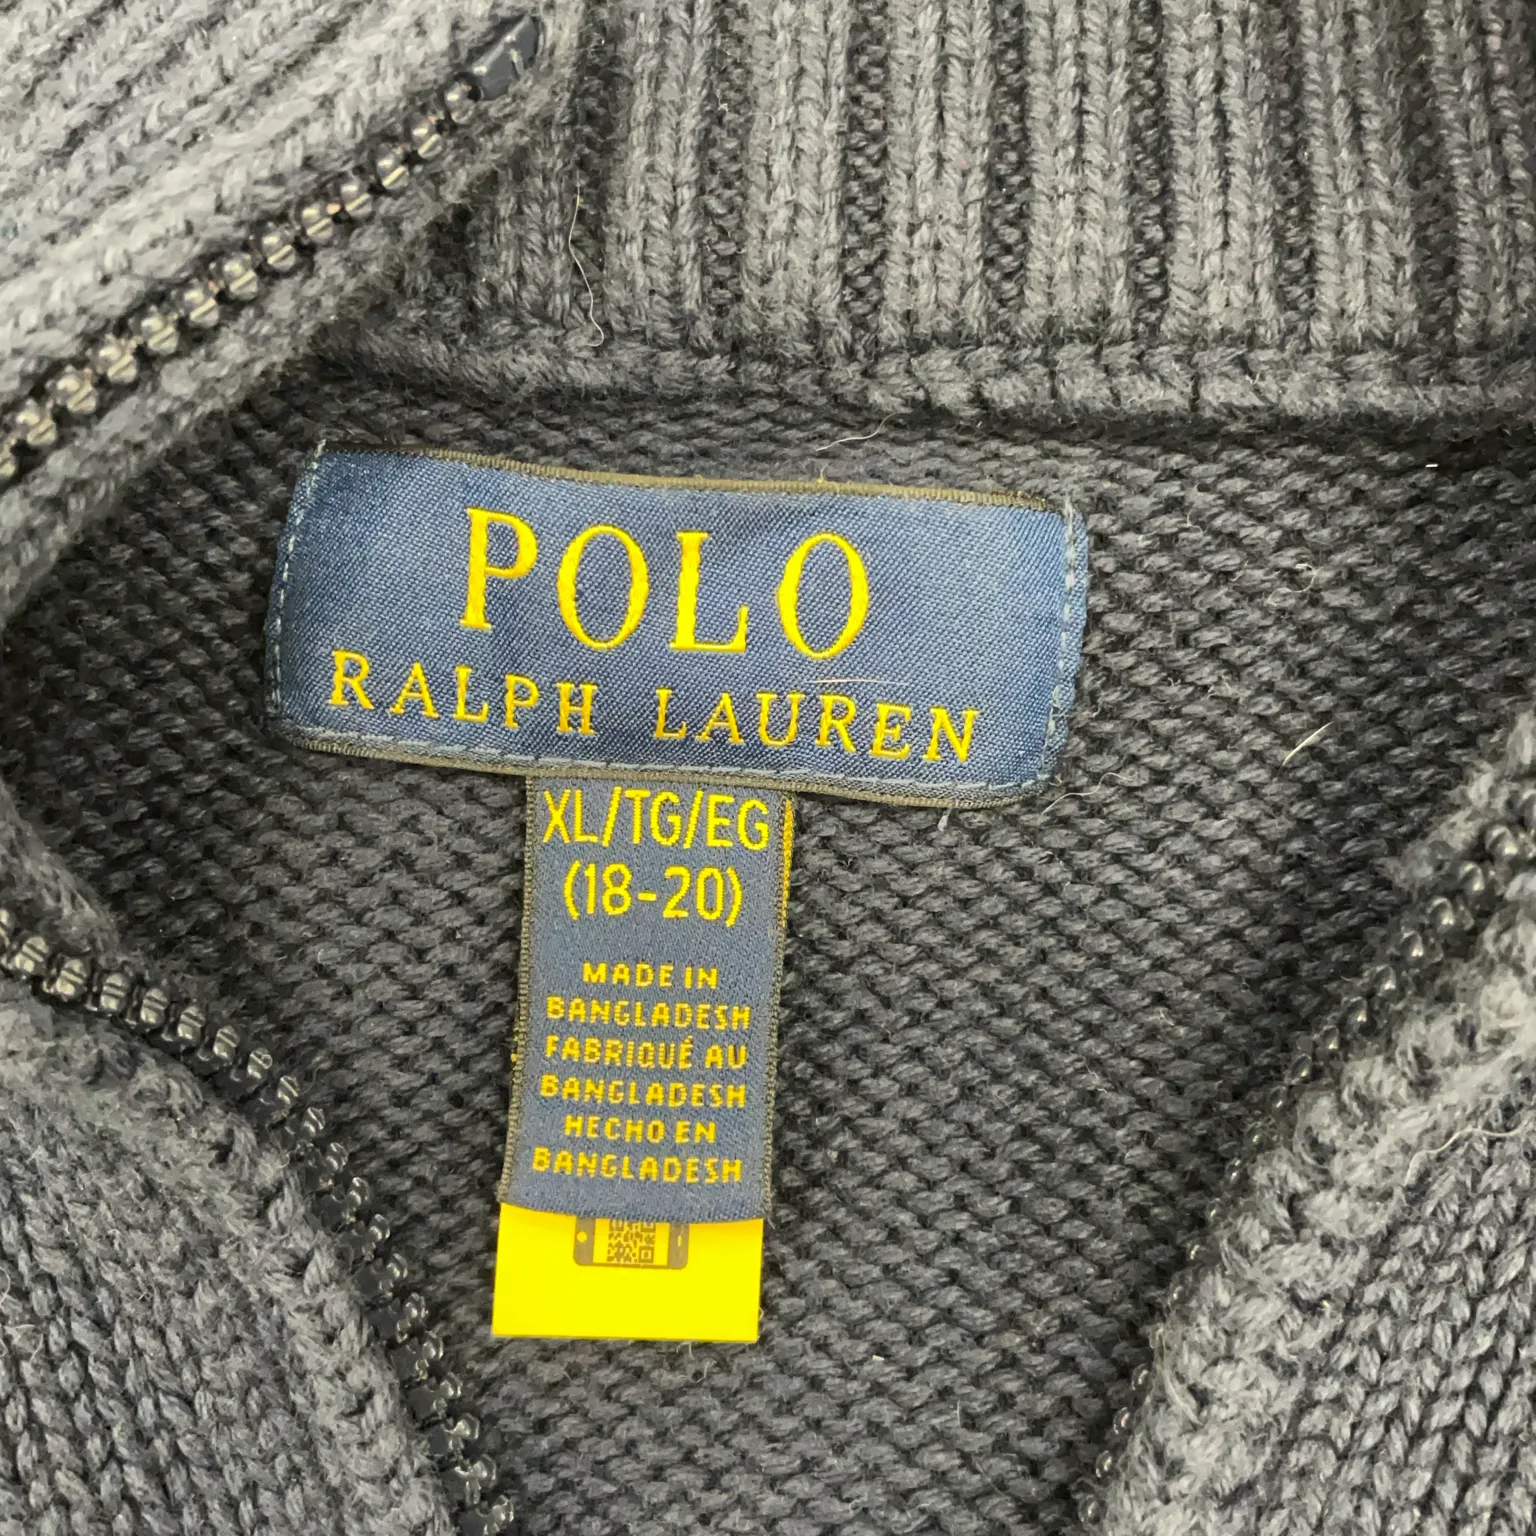 POLO
RALPH LAUREN
XL/TG/EG
(18-20)
MADE IN
BANGLADESH
FABRIQUÉ AU
BANGLADESH
HECHO EN
BANGLADESH